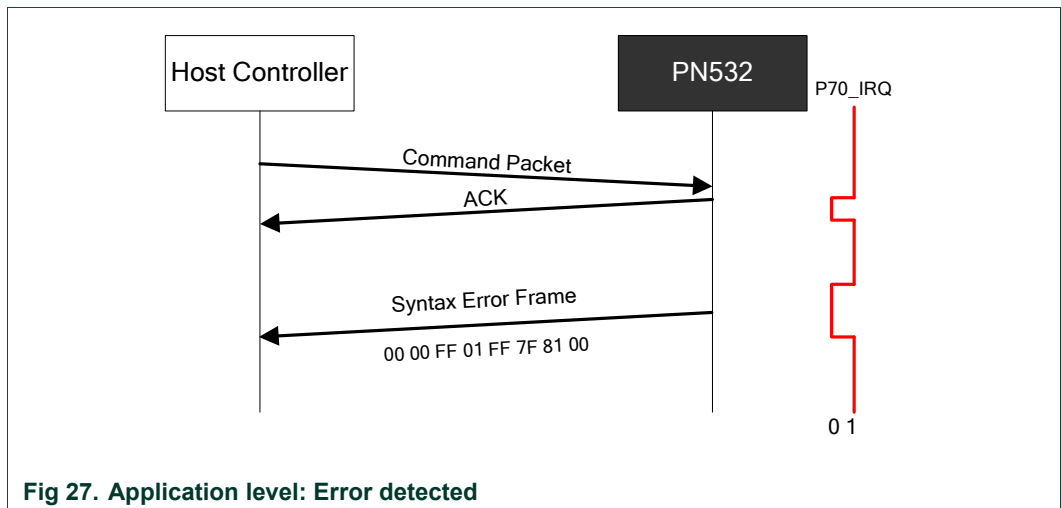 Host Controller
PN532
P70_IRQ
Command Packet
ACK
Syntax Error Frame
00 00 FF 01 FF 7F 81 00
0 1
Fig 27. Application level: Error detected